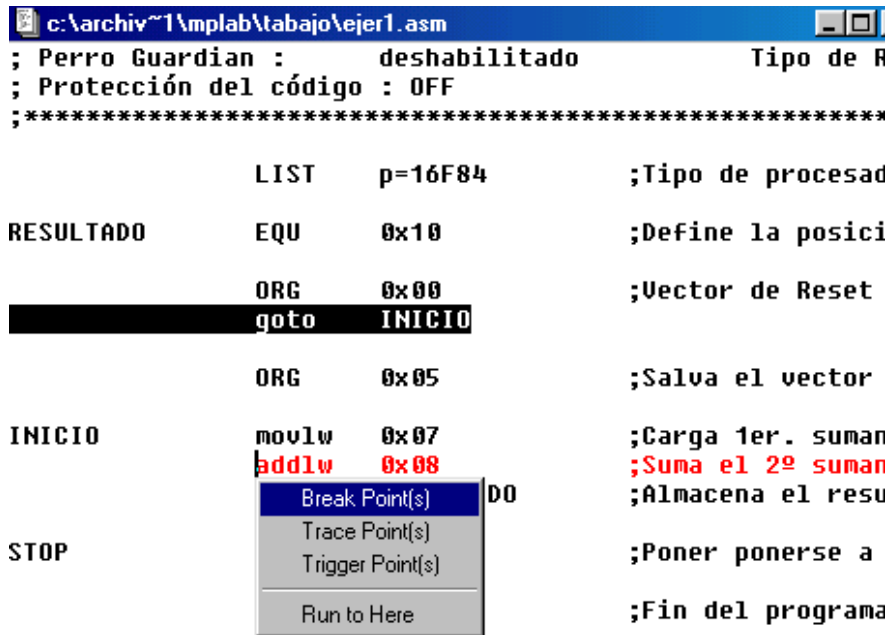 c:\archiv~1\mplab\tabajo\ejer1.asm
; Perro Guardian : deshabilitado Tipo de R
; Protección del código : OFF
;***************************************************************
LIST p=16F84 ;Tipo de procesad
RESULTADO EQU 0x10 ;Define la posici
ORG 0x00 ;Vector de Reset
goto INICIO
ORG 0x05 ;Salva el vector
INICIO movlw 0x07 ;Carga 1er. suman
addlw 0x08 ;Suma el 2º suman
DO ;Almacena el resu
Break Point(s)
Trace Point(s)
STOP ;Poner ponerse a
Trigger Point(s)
Run to Here ;Fin del programa